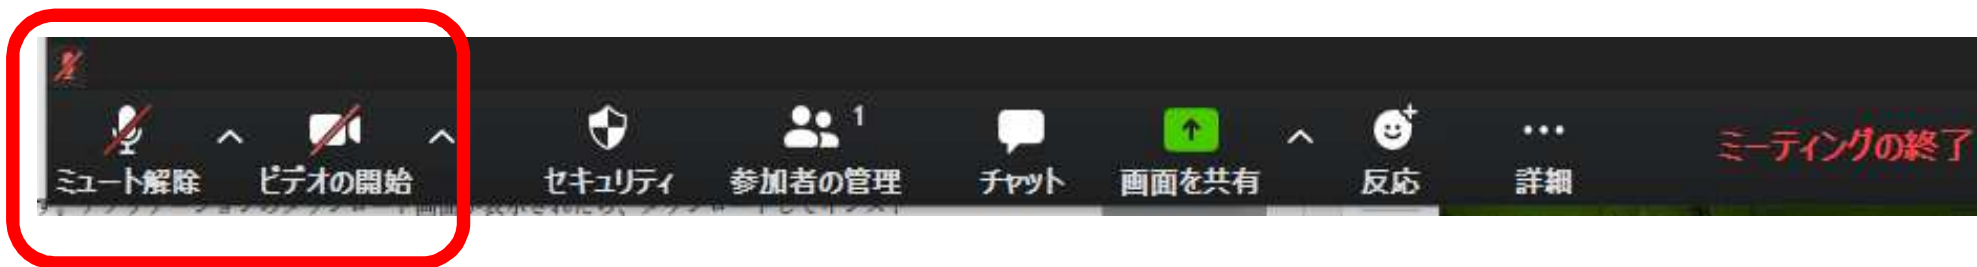 1
ミュート解除 ビデオの開始 セキュリティ 参加者の管理 チャット 画面を共有 反応 詳細 ミーティングの終了